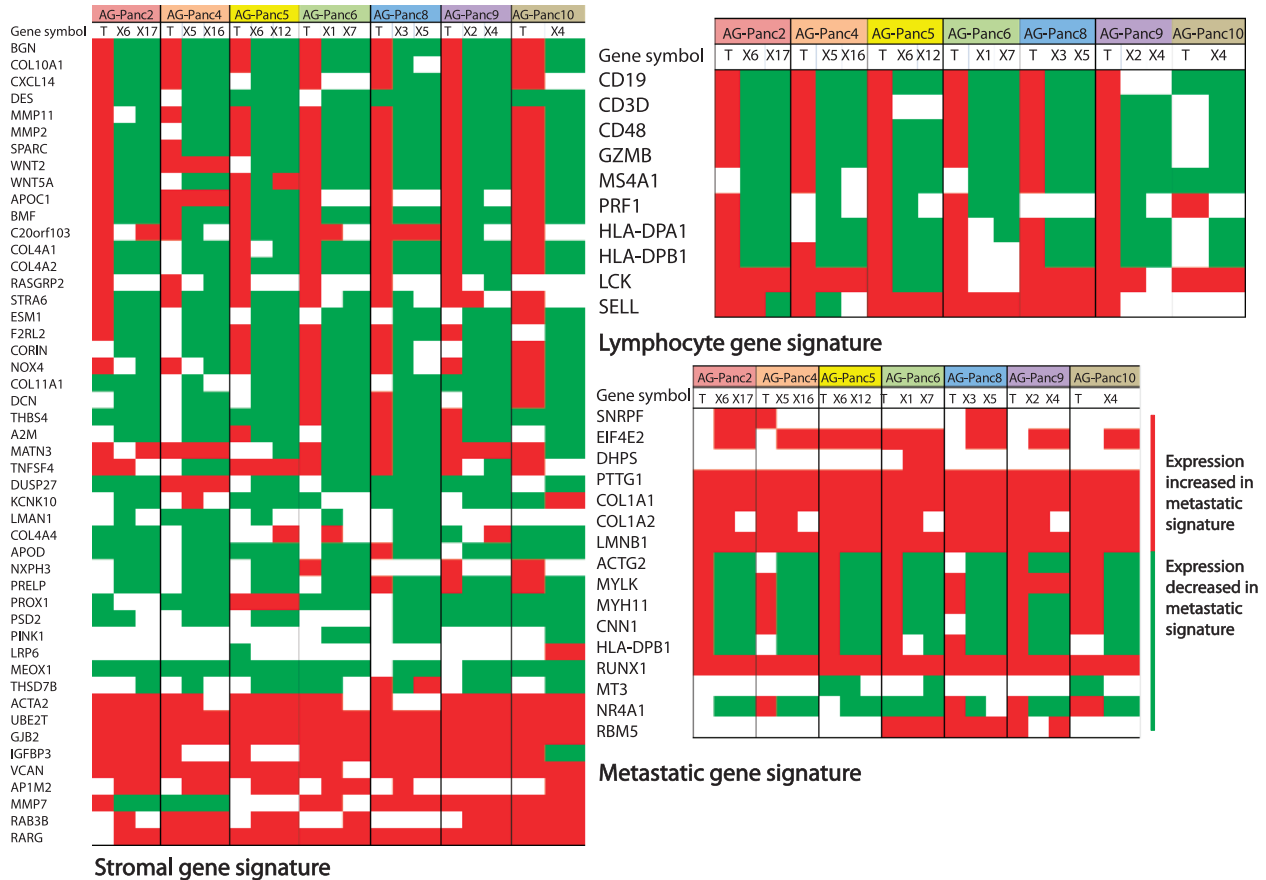 AG-Panc2 AG-Panc4 AG-Panc5 AG-Panc6 AG-Panc8 AG-Panc9 AG-Panc10
Gene symbol T X6 X17 T X5 X16 T X6 X12 T X1 X7 T X3 X5 T X2 X4 T X4
BGN
COL10A1
CXCL14
DES
MMP11
MMP2
SPARC
WNT2
WNT5A
APOC1
BMF
C20orf103
COL4A1
COL4A2
RASGRP2
STRA6
ESM1
F2RL2
CORIN
NOX4
COL11A1
DCN
THBS4
A2M
MATN3
TNFSF4
DUSP27
KCNK10
LMAN1
COL4A4
APOD
NXPH3
PRELP
PROX1
PSD2
PINK1
LRP6
MEOX1
THSD7B
ACTA2
UBE2T
GJB2
IGFBP3
VCAN
AP1M2
MMP7
RAB3B
RARG
Stromal gene signature
AG-Panc2 AG-Panc4 AG-Panc5 AG-Panc6 AG-Panc8 AG-Panc9 AG-Panc10
Gene symbol T X6 X17 T X5 X16 T X6 X12 T X1 X7 T X3 X5 T X2 X4 T X4
CD19
CD3D
CD48
GZMB
MS4A1
PRF1
HLA-DPA1
HLA-DPB1
LCK
SELL
Lymphocyte gene signature
AG-Panc2 AG-Panc4 AG-Panc5 AG-Panc6 AG-Panc8 AG-Panc9 AG-Panc10
Gene symbol T X6 X17 T X5 X16 T X6 X12 T X1 X7 T X3 X5 T X2 X4 T X4
SNRPF
EIF4E2
DHPS
PTTG1
COL1A1
COL1A2
LMNB1
ACTG2
MYLK
MYH11
CNN1
HLA-DPB1
RUNX1
MT3
NR4A1
RBM5
Expression
increased in
metastatic
signature
Expression
decreased in
metastatic
signature
Metastatic gene signature